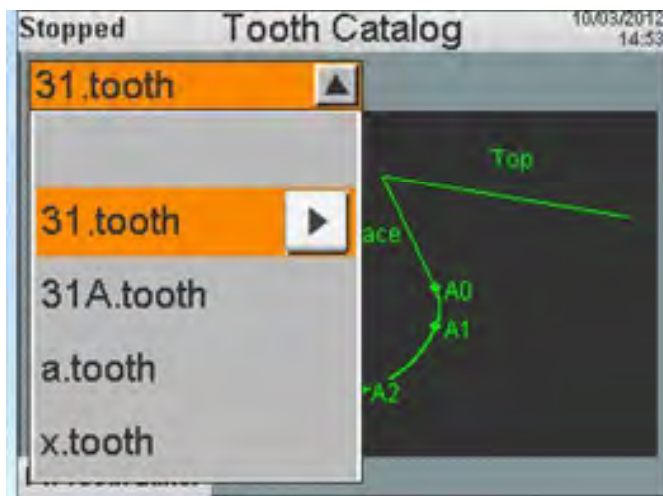 Stopped
Tooth Catalog
10/03/2012
14:53
31.tooth
31.tooth
31A.tooth
a.tooth
x.tooth
Top
ace
A0
A1
A2